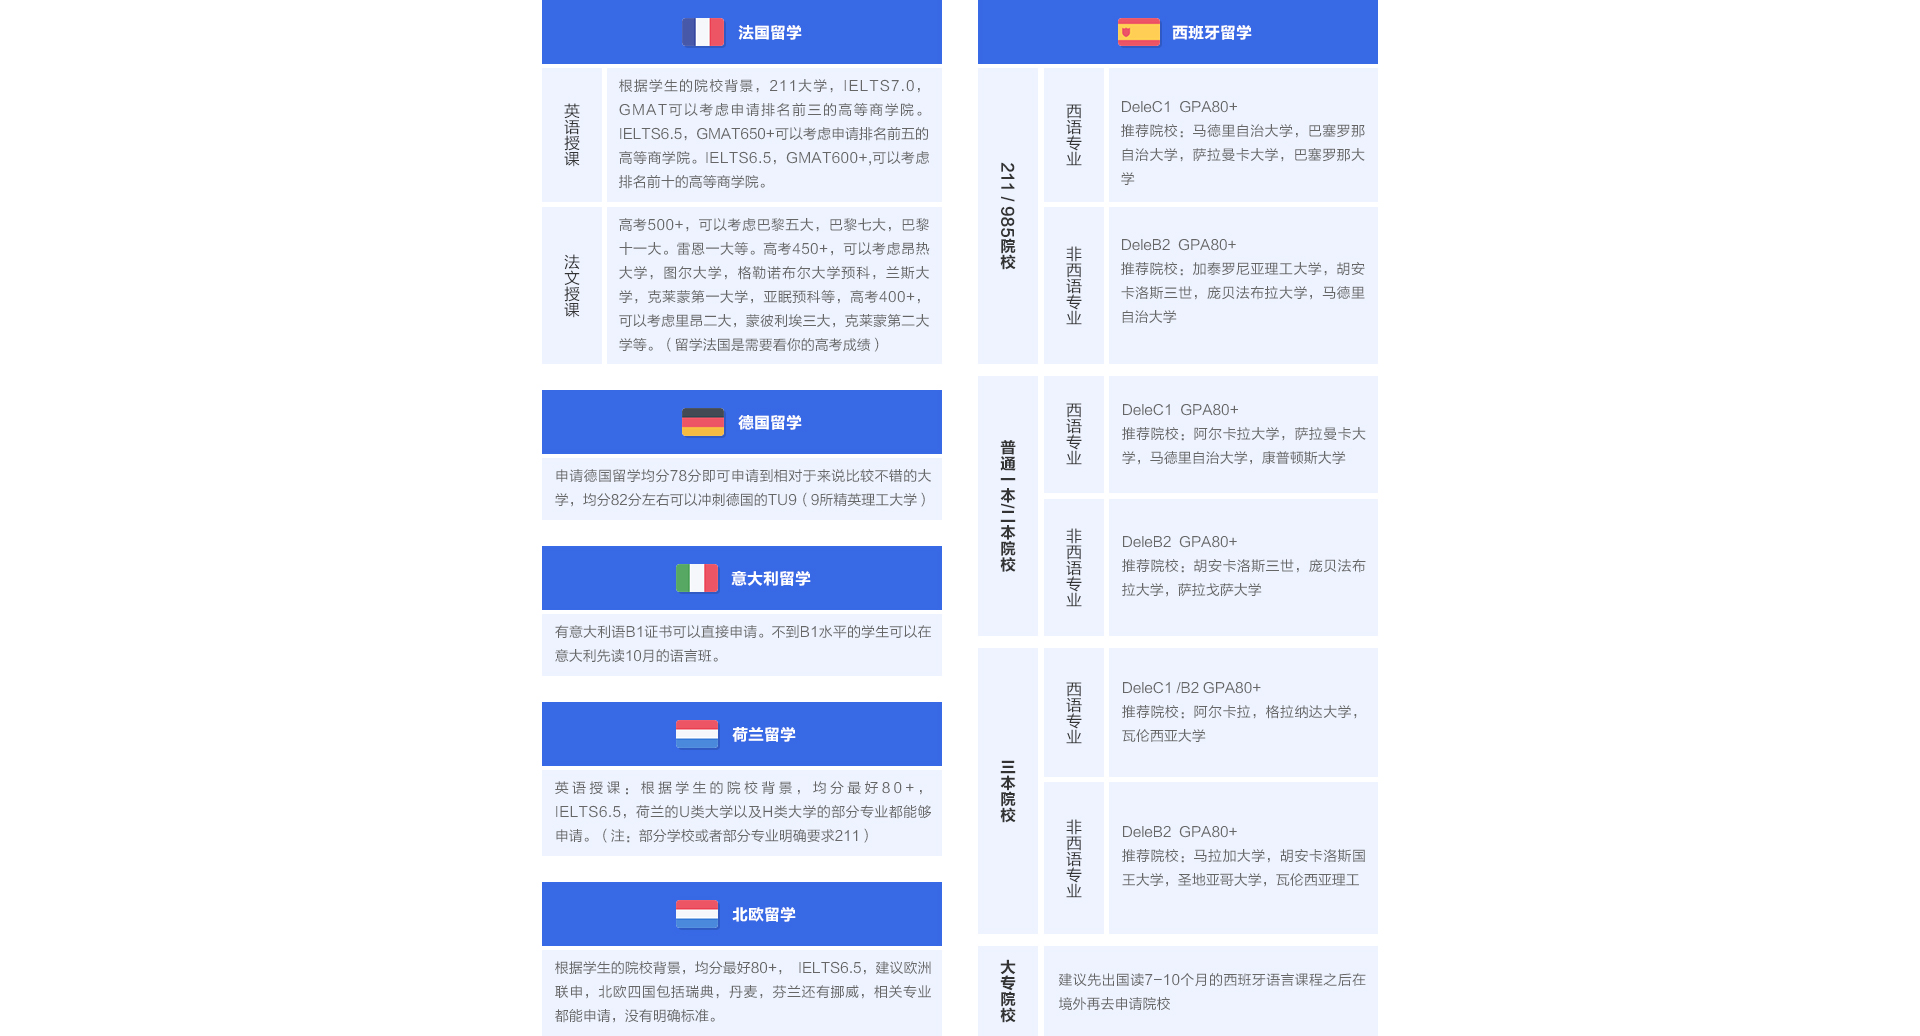 法国留学
英语授课
根据学生的院校背景，211大学，IELTS7.0，
GMAT可以考虑申请排名前三的高等商学院。
IELTS6.5，GMAT650+可以考虑申请排名前五的
高等商学院。IELTS6.5，GMAT600+,可以考虑
排名前十的高等商学院。
法文授课
高考500+，可以考虑巴黎五大，巴黎七大，巴黎
十一大。雷恩一大等。高考450+，可以考虑昂热
大学，图尔大学，格勒诺布尔大学预科，兰斯大
学，克莱蒙第一大学，亚眠预科等，高考400+，
可以考虑里昂二大，蒙彼利埃三大，克莱蒙第二大
学等。（留学法国是需要看你的高考成绩）
德国留学
申请德国留学均分78分即可申请到相对于来说比较不错的大
学，均分82分左右可以冲刺德国的TU9（9所精英理工大学）
意大利留学
有意大利语B1证书可以直接申请。不到B1水平的学生可以在
意大利先读10月的语言班。
荷兰留学
英语授课：根据学生的院校背景，均分最好80+，
IELTS6.5，荷兰的U类大学以及H类大学的部分专业都能够
申请。（注：部分学校或者部分专业明确要求211）
北欧留学
根据学生的院校背景，均分最好80+， IELTS6.5，建议欧洲
联申，北欧四国包括瑞典，丹麦，芬兰还有挪威，相关专业
都能申请，没有明确标准。
西班牙留学
211 / 985院校
西语专业
DeleC1 GPA80+
推荐院校：马德里自治大学，巴塞罗那
自治大学，萨拉曼卡大学，巴塞罗那大
学
非西语专业
DeleB2 GPA80+
推荐院校：加泰罗尼亚理工大学，胡安
卡洛斯三世，庞贝法布拉大学，马德里
自治大学
普通一本/二本院校
西语专业
DeleC1 GPA80+
推荐院校：阿尔卡拉大学，萨拉曼卡大
学，马德里自治大学，康普顿斯大学
非西语专业
DeleB2 GPA80+
推荐院校：胡安卡洛斯三世，庞贝法布
拉大学，萨拉戈萨大学
三本院校
西语专业
DeleC1 /B2 GPA80+
推荐院校：阿尔卡拉，格拉纳达大学，
瓦伦西亚大学
非西语专业
DeleB2 GPA80+
推荐院校：马拉加大学，胡安卡洛斯国
王大学，圣地亚哥大学，瓦伦西亚理工
大专院校
建议先出国读7-10个月的西班牙语言课程之后在
境外再去申请院校